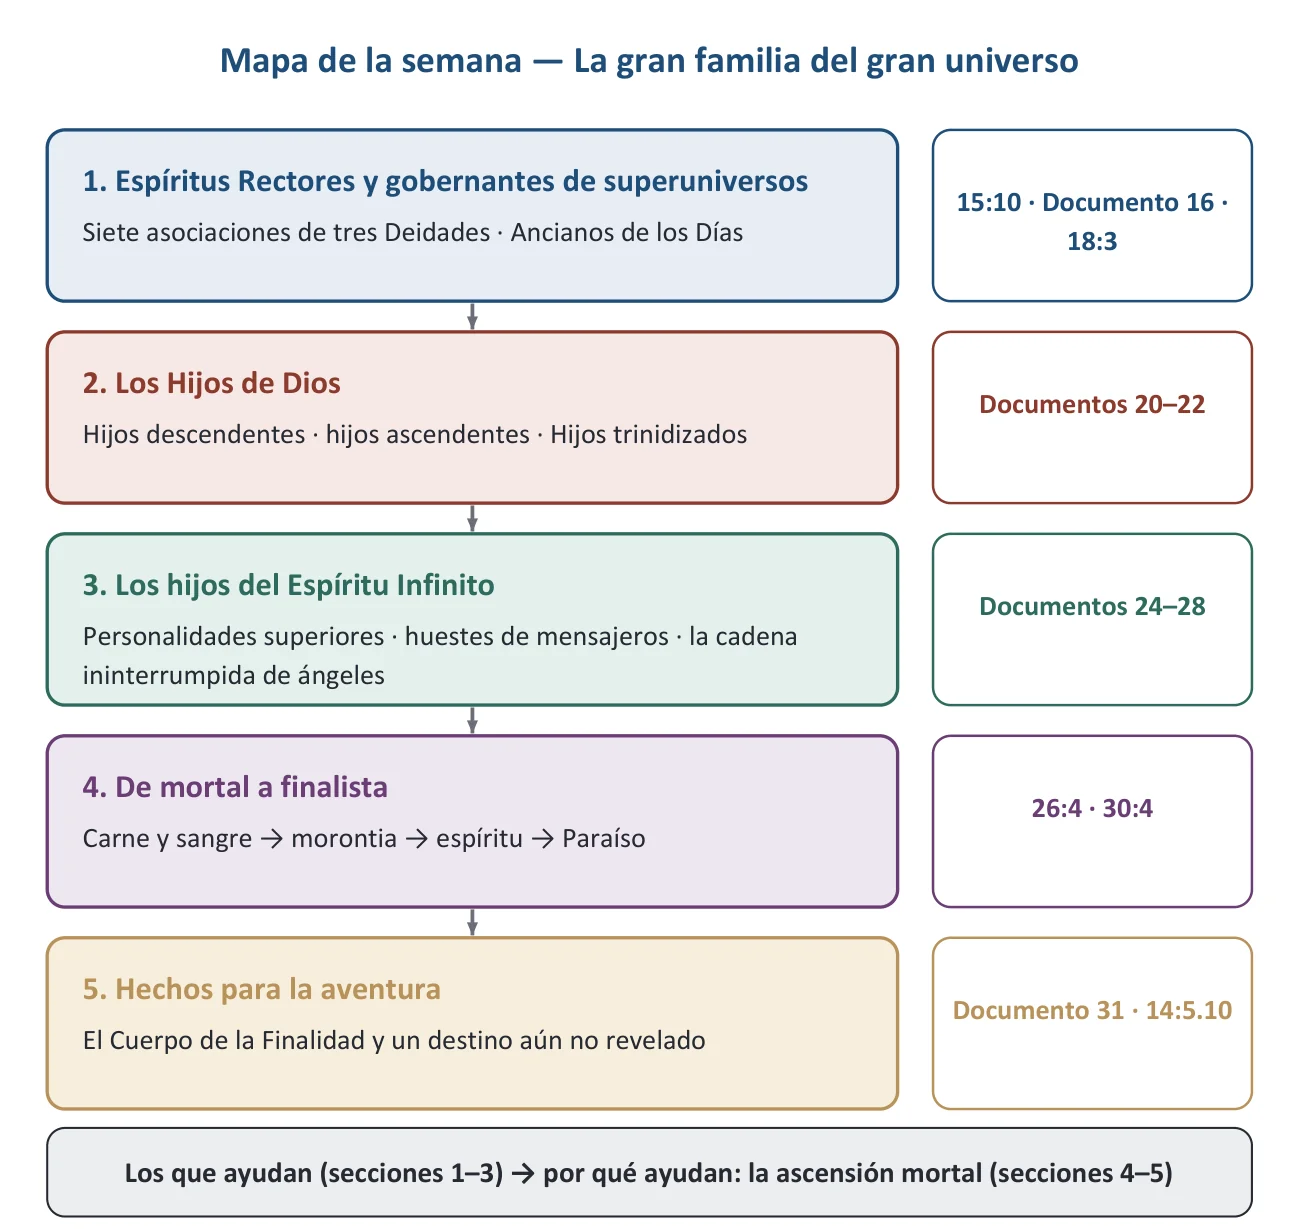 Mapa de la semana — La gran familia del gran universo
1. Espíritus Rectores y gobernantes de superuniversos
Siete asociaciones de tres Deidades · Ancianos de los Días
15:10 · Documento 16 ·
18:3
2. Los Hijos de Dios
Hijos descendentes · hijos ascendentes · Hijos trinidizados
Documentos 20–22
3. Los hijos del Espíritu Infinito
Personalidades superiores · huestes de mensajeros · la cadena
ininterrumpida de ángeles
Documentos 24–28
4. De mortal a finalista
Carne y sangre → morontia → espíritu → Paraíso
26:4 · 30:4
5. Hechos para la aventura
El Cuerpo de la Finalidad y un destino aún no revelado
Documento 31 · 14:5.10
Los que ayudan (secciones 1–3) → por qué ayudan: la ascensión mortal (secciones 4–5)